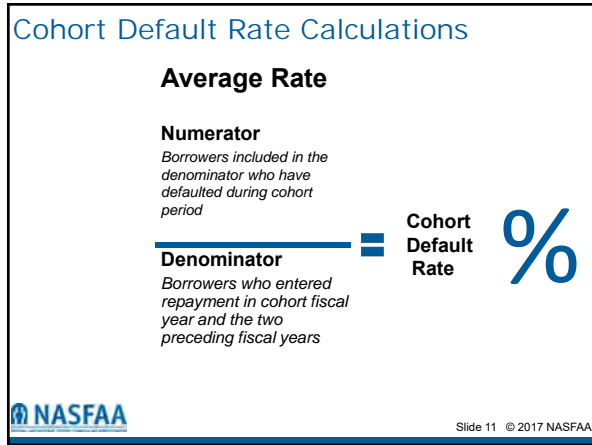 Cohort Default Rate Calculations
Average Rate
Numerator
Borrowers included in the
denominator who have
defaulted during cohort
period
Denominator
Borrowers who entered
repayment in cohort fiscal
year and the two
preceding fiscal years
=
Cohort
Default
Rate
%
NASFAA
Slide 11 © 2017 NASFAA